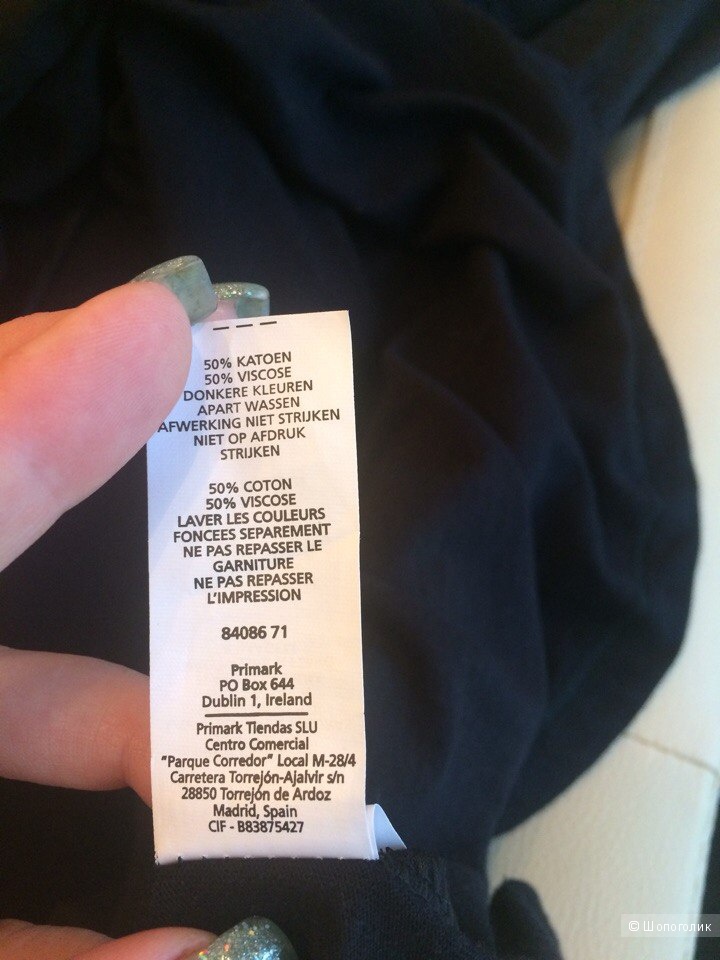 50% KATOEN
50% VISCOSE
DONKERE KLEUREN
APART WASSEN
AFWERKING NIET STRIJKEN
NIET OP AFDRUK
STRIJKEN
50% COTON
50% VISCOSE
LAVER LES COULEURS
FONCEES SEPAREMENT
NE PAS REPASSER LE
GARNITURE
NE PAS REPASSER
L'IMPRESSION
84086 71
Primark
PO Box 644
Dublin 1, Ireland
Primark Tiendas SLU
Centro Comercial
"Parque Corredor" Local M-28/4
Carretera Torrejón-Ajalvir s/n
28850 Torrejón de Ardoz
Madrid, Spain
CIF - B83875427
© Шопоголик